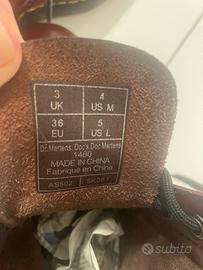 3 4
UK US M
36 5
EU US L
Dr.Martens, Doc's, Doc Martens
1460
MADE IN CHINA
Fabriqué en Chine
AS502
subito